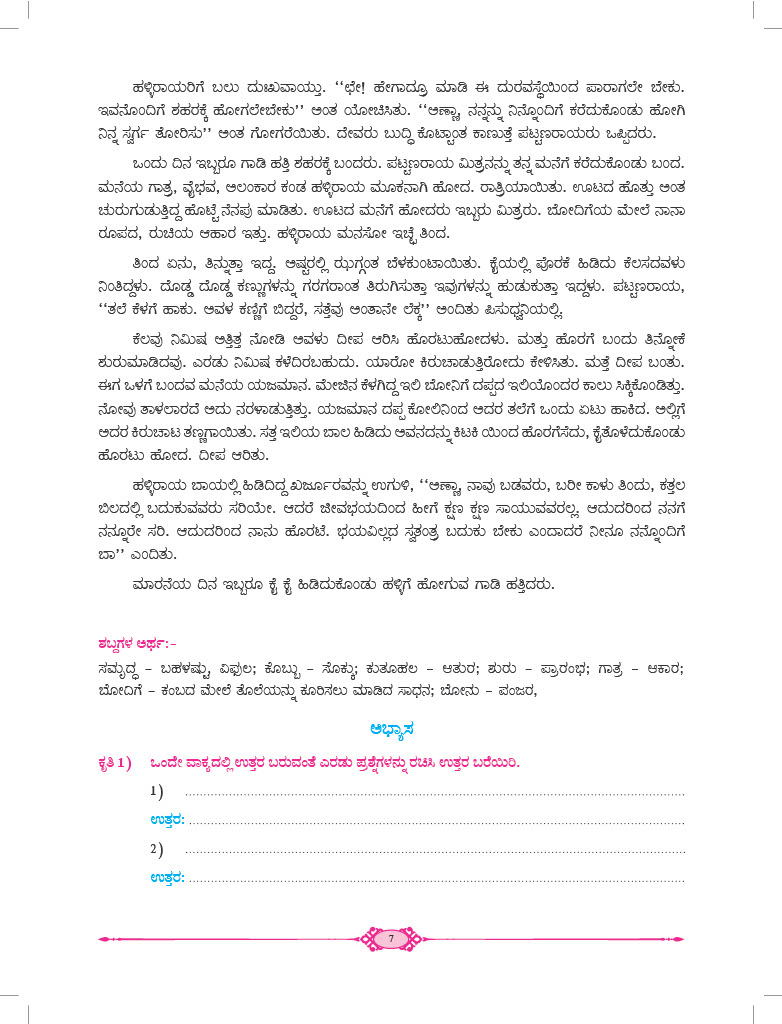 ಹಳ್ಳಿರಾಯರಿಗೆ ಬಲು ದುಃಖವಾಯ್ತು. ‘‘ಛೇ! ಹೇಗಾದ್ರೂ ಮಾಡಿ ಈ ದುರವಸ್ಥೆಯಿಂದ ಪಾರಾಗಲೇ ಬೇಕು.
ಇವನೊಂದಿಗೆ ಶಹರಕ್ಕೆ ಹೋಗಲೇಬೇಕು’’ ಅಂತ ಯೋಚಿಸಿತು. ‘‘ಅಣ್ಣಾ, ನನ್ನನ್ನು ನಿನ್ನೊಂದಿಗೆ ಕರೆದುಕೊಂಡು ಹೋಗಿ
ನಿನ್ನ ಸ್ವರ್ಗ ತೋರಿಸು’’ ಅಂತ ಗೋಗರೆಯಿತು. ದೇವರು ಬುದ್ಧಿ ಕೊಟ್ಟಾಂತ ಕಾಣುತ್ತೆ ಪಟ್ಟಣರಾಯರು ಒಪ್ಪಿದರು.
ಒಂದು ದಿನ ಇಬ್ಬರೂ ಗಾಡಿ ಹತ್ತಿ ಶಹರಕ್ಕೆ ಬಂದರು. ಪಟ್ಟಣರಾಯ ಮಿತ್ರನನ್ನು ತನ್ನ ಮನೆಗೆ ಕರೆದುಕೊಂಡು ಬಂದ.
ಮನೆಯ ಗಾತ್ರ, ವೈಭವ, ಅಲಂಕಾರ ಕಂಡ ಹಳ್ಳಿರಾಯ ಮೂಕನಾಗಿ ಹೋದ. ರಾತ್ರಿಯಾಯಿತು. ಊಟದ ಹೊತ್ತು ಅಂತ
ಚುರುಗುಡುತ್ತಿದ್ದ ಹೊಟ್ಟೆ ನೆನಪು ಮಾಡಿತು. ಊಟದ ಮನೆಗೆ ಹೋದರು ಇಬ್ಬರು ಮಿತ್ರರು. ಬೋದಿಗೆಯ ಮೇಲೆ ನಾನಾ
ರೂಪದ, ರುಚಿಯ ಆಹಾರ ಇತ್ತು. ಹಳ್ಳಿರಾಯ ಮನಸೋ ಇಚ್ಛೆ ತಿಂದ.
ತಿಂದ ಏನು, ತಿನ್ನುತ್ತಾ ಇದ್ದ. ಅಷ್ಟರಲ್ಲಿ ಝಗ್ಗಂತ ಬೆಳಕುಂಟಾಯಿತು. ಕೈಯಲ್ಲಿ ಪೊರಕೆ ಹಿಡಿದು ಕೆಲಸದವಳು
ನಿಂತಿದ್ದಳು. ದೊಡ್ಡ ದೊಡ್ಡ ಕಣ್ಣುಗಳನ್ನು ಗರಗರಾಂತ ತಿರುಗಿಸುತ್ತಾ ಇವುಗಳನ್ನು ಹುಡುಕುತ್ತಾ ಇದ್ದಳು. ಪಟ್ಟಣರಾಯ,
‘‘ತಲೆ ಕೆಳಗೆ ಹಾಕು. ಅವಳ ಕಣ್ಣಿಗೆ ಬಿದ್ದರೆ, ಸತ್ತೆವು ಅಂತಾನೇ ಲೆಕ್ಕ’’ ಅಂದಿತು ಪಿಸುಧ್ವನಿಯಲ್ಲಿ.
ಕೆಲವು ನಿಮಿಷ ಅತ್ತಿತ್ತ ನೋಡಿ ಅವಳು ದೀಪ ಆರಿಸಿ ಹೊರಟುಹೋದಳು. ಮತ್ತು ಹೊರಗೆ ಬಂದು ತಿನ್ನೋಕೆ
ಶುರುಮಾಡಿದವು. ಎರಡು ನಿಮಿಷ ಕಳೆದಿರಬಹುದು. ಯಾರೋ ಕಿರುಚಾಡುತ್ತಿರೋದು ಕೇಳಿಸಿತು. ಮತ್ತೆ ದೀಪ ಬಂತು.
ಈಗ ಒಳಗೆ ಬಂದವ ಮನೆಯ ಯಜಮಾನ. ಮೇಜಿನ ಕೆಳಗಿದ್ದ ಇಲಿ ಬೋನಿಗೆ ದಪ್ಪದ ಇಲಿಯೊಂದರ ಕಾಲು ಸಿಕ್ಕಿಕೊಂಡಿತ್ತು.
ನೋವು ತಾಳಲಾರದೆ ಅದು ನರಳಾಡುತ್ತಿತ್ತು. ಯಜಮಾನ ದಪ್ಪ ಕೋಲಿನಿಂದ ಅದರ ತಲೆಗೆ ಒಂದು ಏಟು ಹಾಕಿದ. ಅಲ್ಲಿಗೆ
ಅದರ ಕಿರುಚಾಟ ತಣ್ಣಗಾಯಿತು. ಸತ್ತ ಇಲಿಯ ಬಾಲ ಹಿಡಿದು ಅವನದನ್ನು ಕಿಟಕಿ ಯಿಂದ ಹೊರಗೆಸೆದು, ಕೈತೊಳೆದುಕೊಂಡು
ಹೊರಟು ಹೋದ. ದೀಪ ಆರಿತು.
ಹಳ್ಳಿರಾಯ ಬಾಯಲ್ಲಿ ಹಿಡಿದಿದ್ದ ಖರ್ಜೂರವನ್ನು ಉಗುಳಿ, ‘‘ಅಣ್ಣಾ, ನಾವು ಬಡವರು, ಬರೀ ಕಾಳು ತಿಂದು, ಕತ್ತಲ
ಬಿಲದಲ್ಲಿ ಬದುಕುವವರು ಸರಿಯೇ. ಆದರೆ ಜೀವಭಯದಿಂದ ಹೀಗೆ ಕ್ಷಣ ಕ್ಷಣ ಸಾಯುವವರಲ್ಲ. ಆದುದರಿಂದ ನನಗೆ
ನನ್ನೂರೇ ಸರಿ. ಆದುದರಿಂದ ನಾನು ಹೊರಟೆ. ಭಯವಿಲ್ಲದ ಸ್ವತಂತ್ರ ಬದುಕು ಬೇಕು ಎಂದಾದರೆ ನೀನೂ ನನ್ನೊಂದಿಗೆ
ಬಾ’’ ಎಂದಿತು.
ಮಾರನೆಯ ದಿನ ಇಬ್ಬರೂ ಕೈ ಕೈ ಹಿಡಿದುಕೊಂಡು ಹಳ್ಳಿಗೆ ಹೋಗುವ ಗಾಡಿ ಹತ್ತಿದರು.
ಶಬ್ದಗಳ ಅರ್ಥ:-
ಸಮೃದ್ಧ – ಬಹಳಷ್ಟು, ವಿಫುಲ; ಕೊಬ್ಬು – ಸೊಕ್ಕು; ಕುತೂಹಲ – ಆತುರ; ಶುರು – ಪ್ರಾರಂಭ; ಗಾತ್ರ – ಆಕಾರ;
ಬೋದಿಗೆ – ಕಂಬದ ಮೇಲೆ ತೊಲೆಯನ್ನು ಕೂರಿಸಲು ಮಾಡಿದ ಸಾಧನ; ಬೋನು – ಪಂಜರ,
ಅಭ್ಯಾಸ
ಕೃತಿ 1) ಒಂದೇ ವಾಕ್ಯದಲ್ಲಿ ಉತ್ತರ ಬರುವಂತೆ ಎರಡು ಪ್ರಶ್ನೆಗಳನ್ನು ರಚಿಸಿ ಉತ್ತರ ಬರೆಯಿರಿ.
1) ........................................................................
ಉತ್ತರ: ........................................................................
2) ........................................................................
ಉತ್ತರ: ........................................................................
7